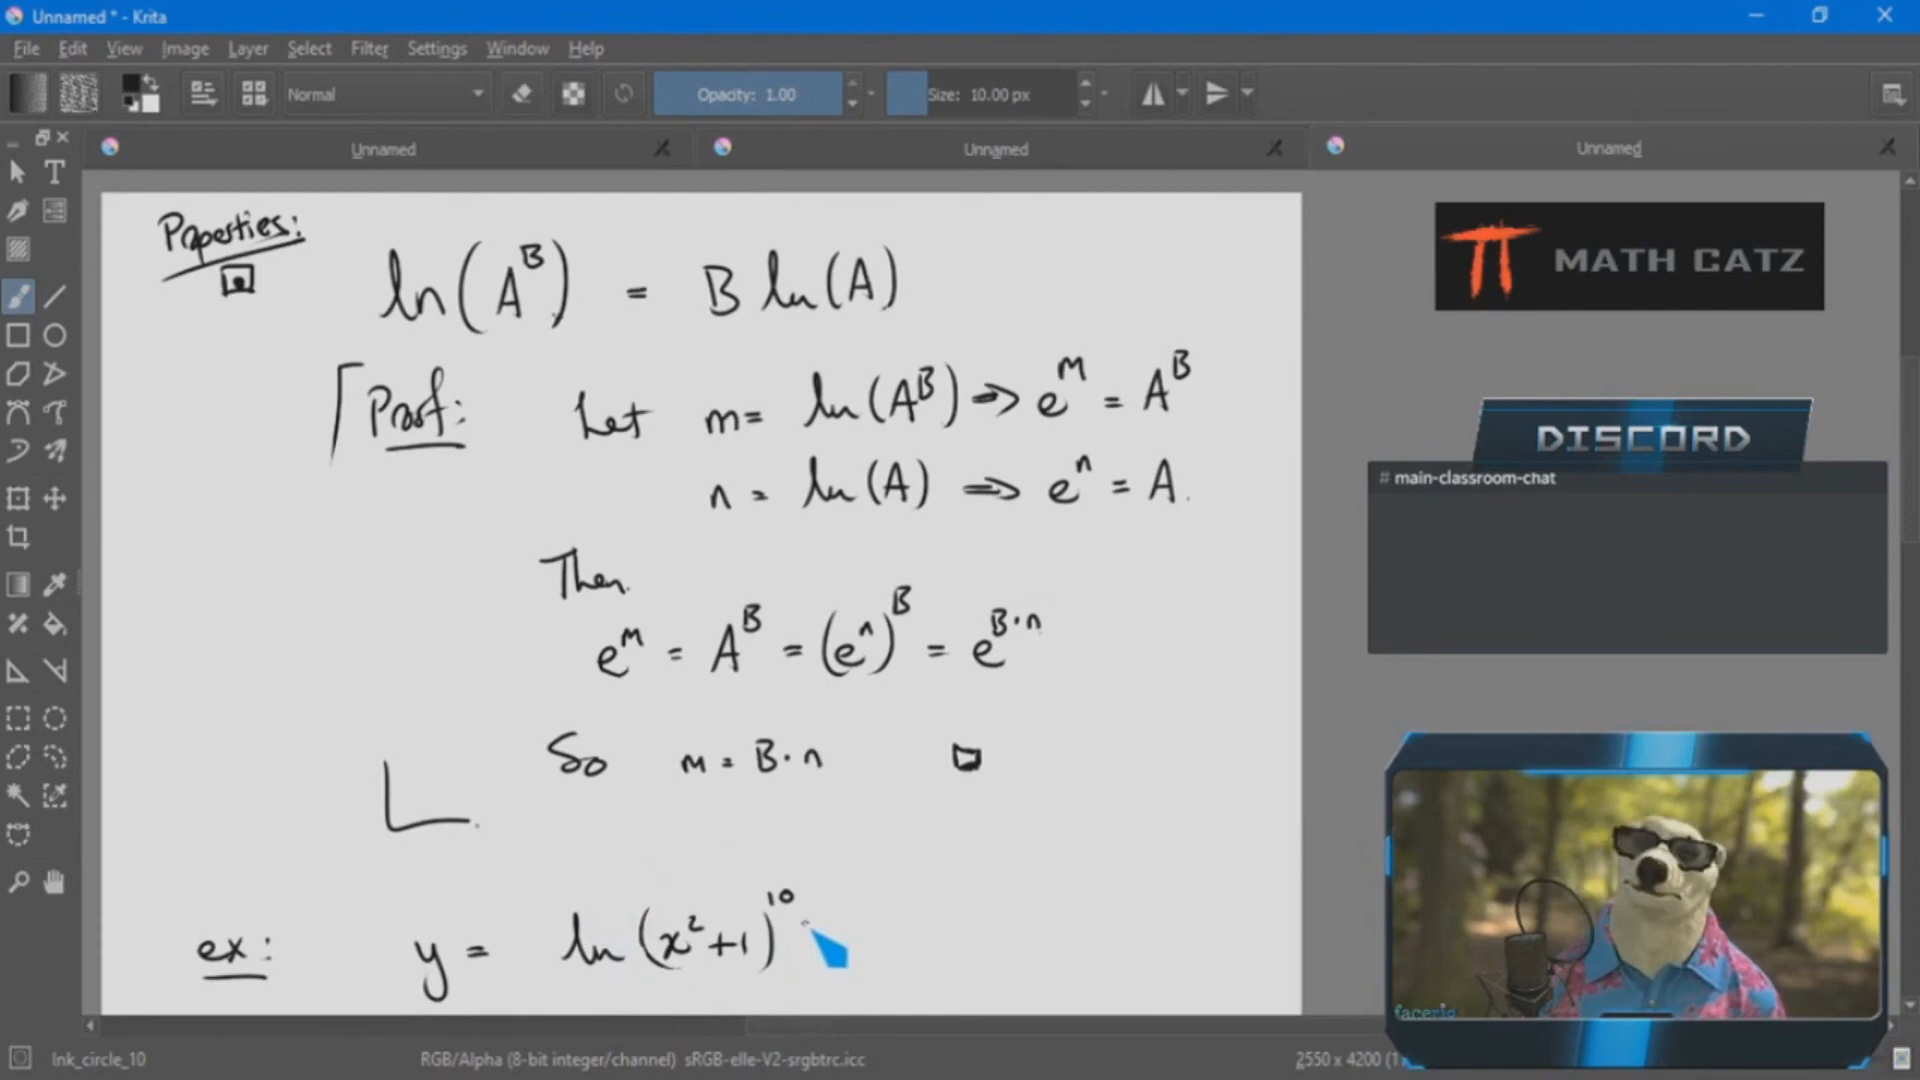 Unnamed * - Krita
File Edit View Image Layer Select Filter Settings Window Help
Normal Opacity: 1.00 Size: 10.00 px
Unnamed Unnamed Unnamed
Properties:
ln(A^B) = B ln(A)
Proof: Let m = ln(A^B) => e^m = A^B
n = ln(A) => e^n = A.
Then
e^m = A^B = (e^n)^B = e^B·n
So m = B·n □
ex: y = ln(x²+1)^10
MATH CATZ
DISCORD
# main-classroom-chat
facerig
Ink_circle_10 RGB/Alpha (8-bit integer/channel) sRGB-elle-V2-srgbtrc.icc 2550 x 4200 (1